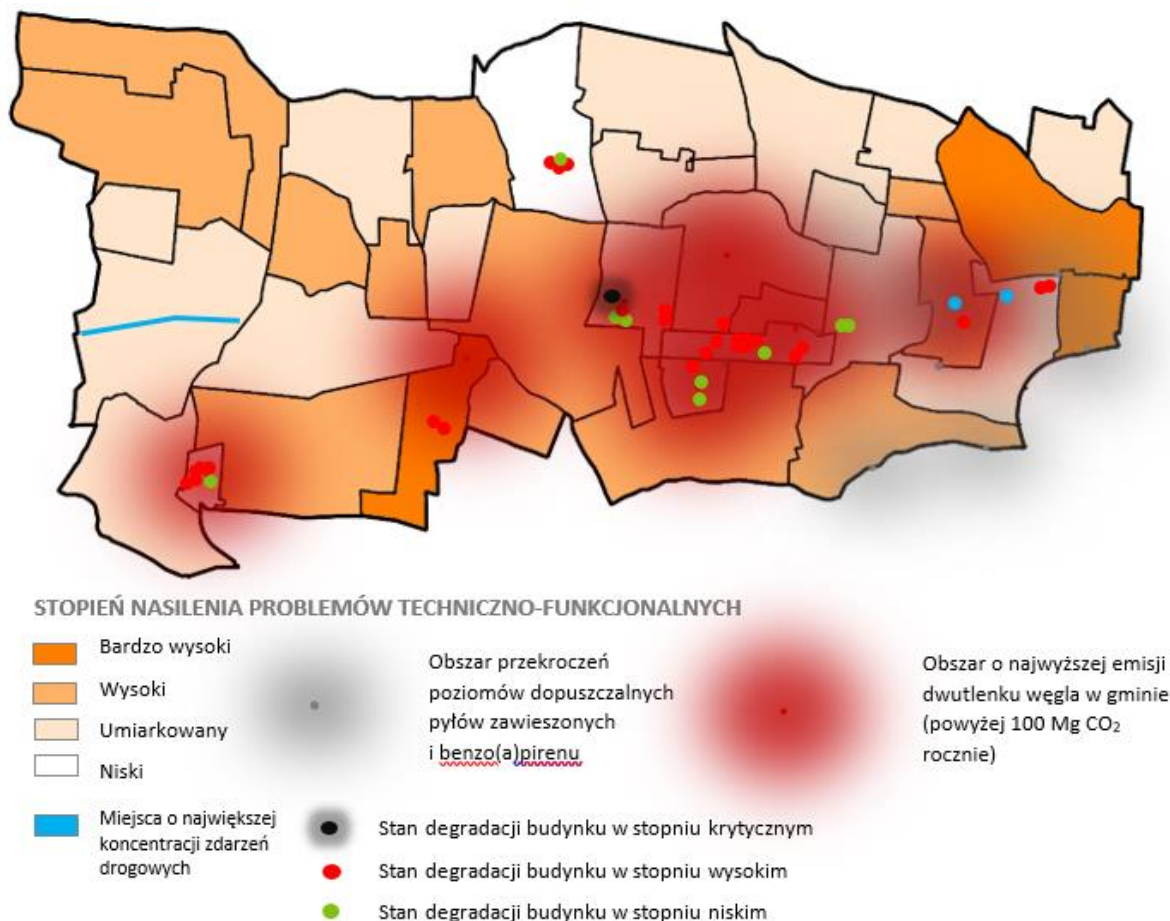 STOPIEŃ NASILENIA PROBLEMÓW TECHNICZNO-FUNKCJONALNYCH
Bardzo wysoki
Wysoki
Umiarkowany
Niski
Miejsca o największej
koncentracji zdarzeń
drogowych
Obszar przekroczeń
poziomów dopuszczalnych
pyłów zawieszonych
i benzo(a)pirenu
Obszar o najwyższej emisji
dwutlenku węgla w gminie
(powyżej 100 Mg CO₂
rocznie)
Stan degradacji budynku w stopniu krytycznym
Stan degradacji budynku w stopniu wysokim
Stan degradacji budynku w stopniu niskim